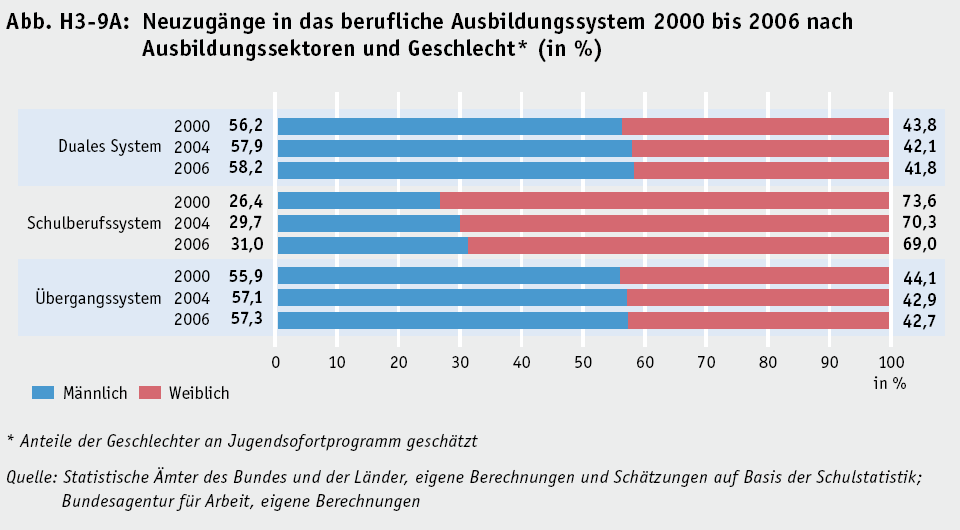 Abb. H3-9A: Neuzugänge in das berufliche Ausbildungssystem 2000 bis 2006 nach
Ausbildungssektoren und Geschlecht* (in %)
Duales System
2000 56,2 43,8
2004 57,9 42,1
2006 58,2 41,8
Schulberufssystem
2000 26,4 73,6
2004 29,7 70,3
2006 31,0 69,0
Übergangssystem
2000 55,9 44,1
2004 57,1 42,9
2006 57,3 42,7
0 10 20 30 40 50 60 70 80 90 100
in %
Männlich Weiblich
* Anteile der Geschlechter an Jugendsofortprogramm geschätzt
Quelle: Statistische Ämter des Bundes und der Länder, eigene Berechnungen und Schätzungen auf Basis der Schulstatistik;
Bundesagentur für Arbeit, eigene Berechnungen